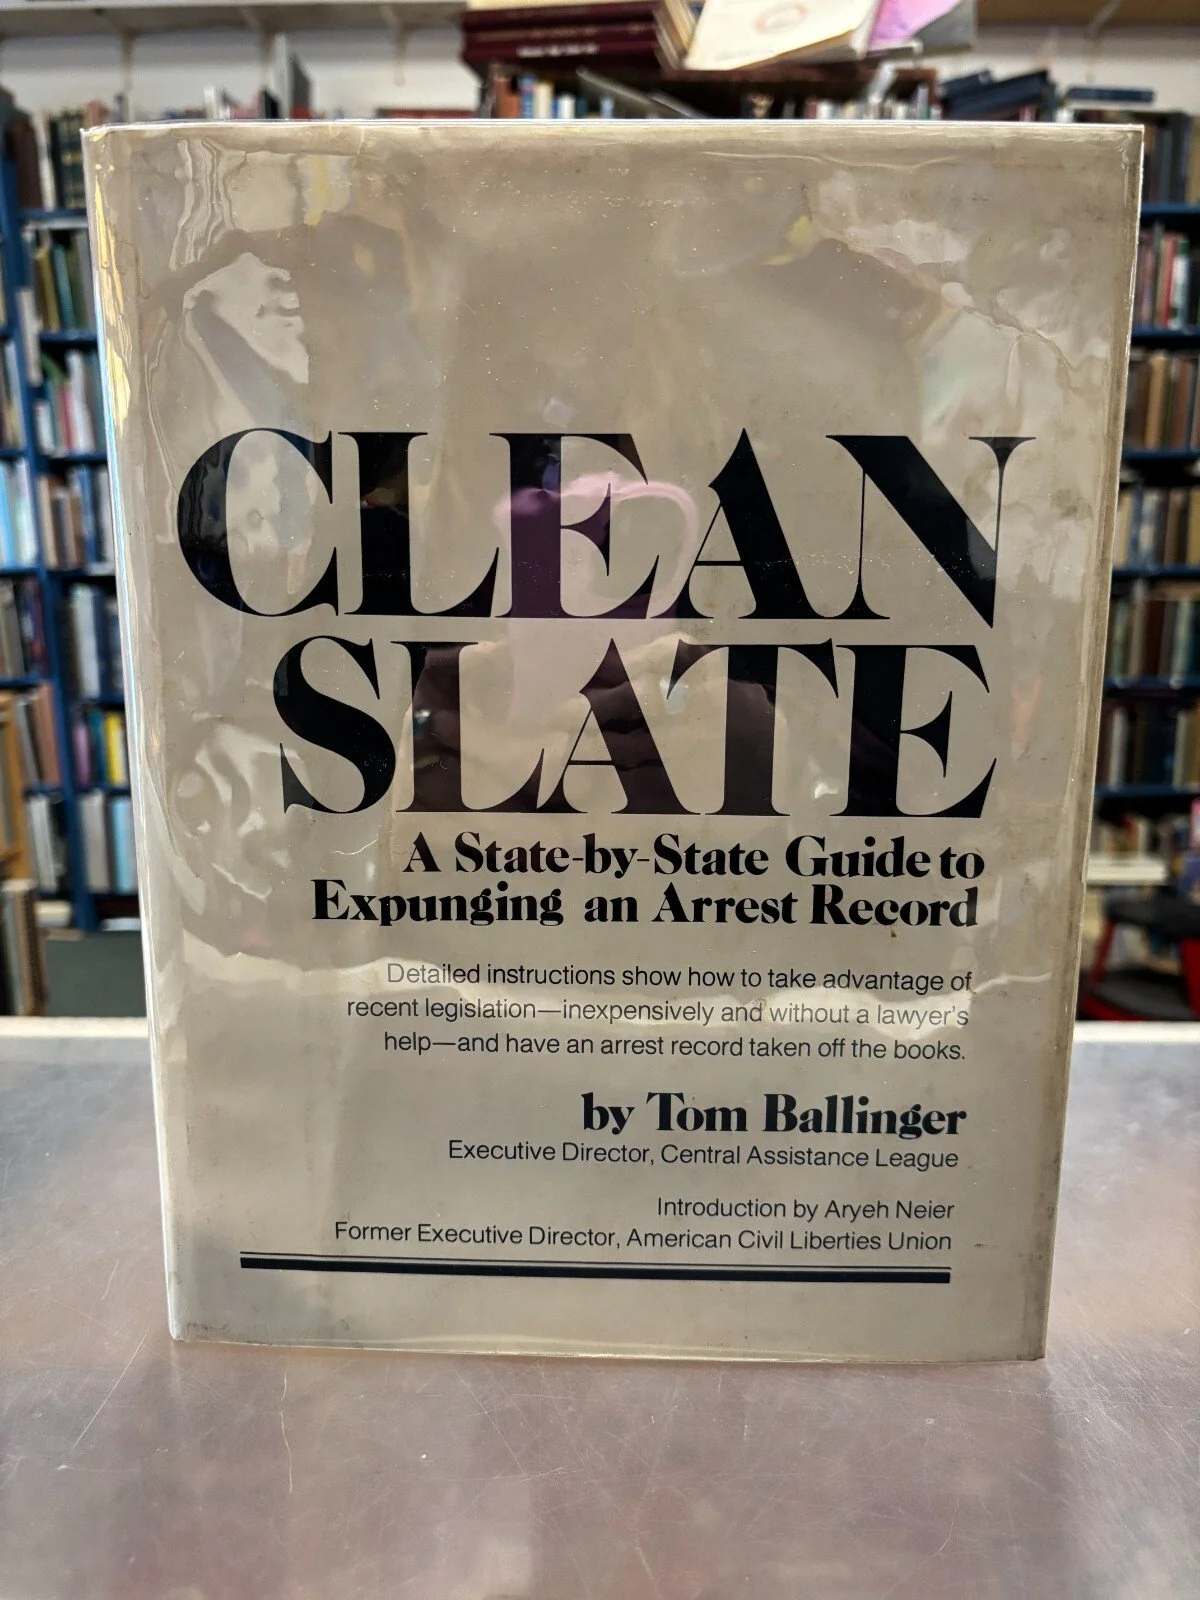 CLEAN
SLATE
A State-by-State Guide to
Expunging an Arrest Record
Detailed instructions show how to take advantage of
recent legislation—inexpensively and without a lawyer's
help—and have an arrest record taken off the books.
by Tom Ballinger
Executive Director, Central Assistance League
Introduction by Aryeh Neier
Former Executive Director, American Civil Liberties Union